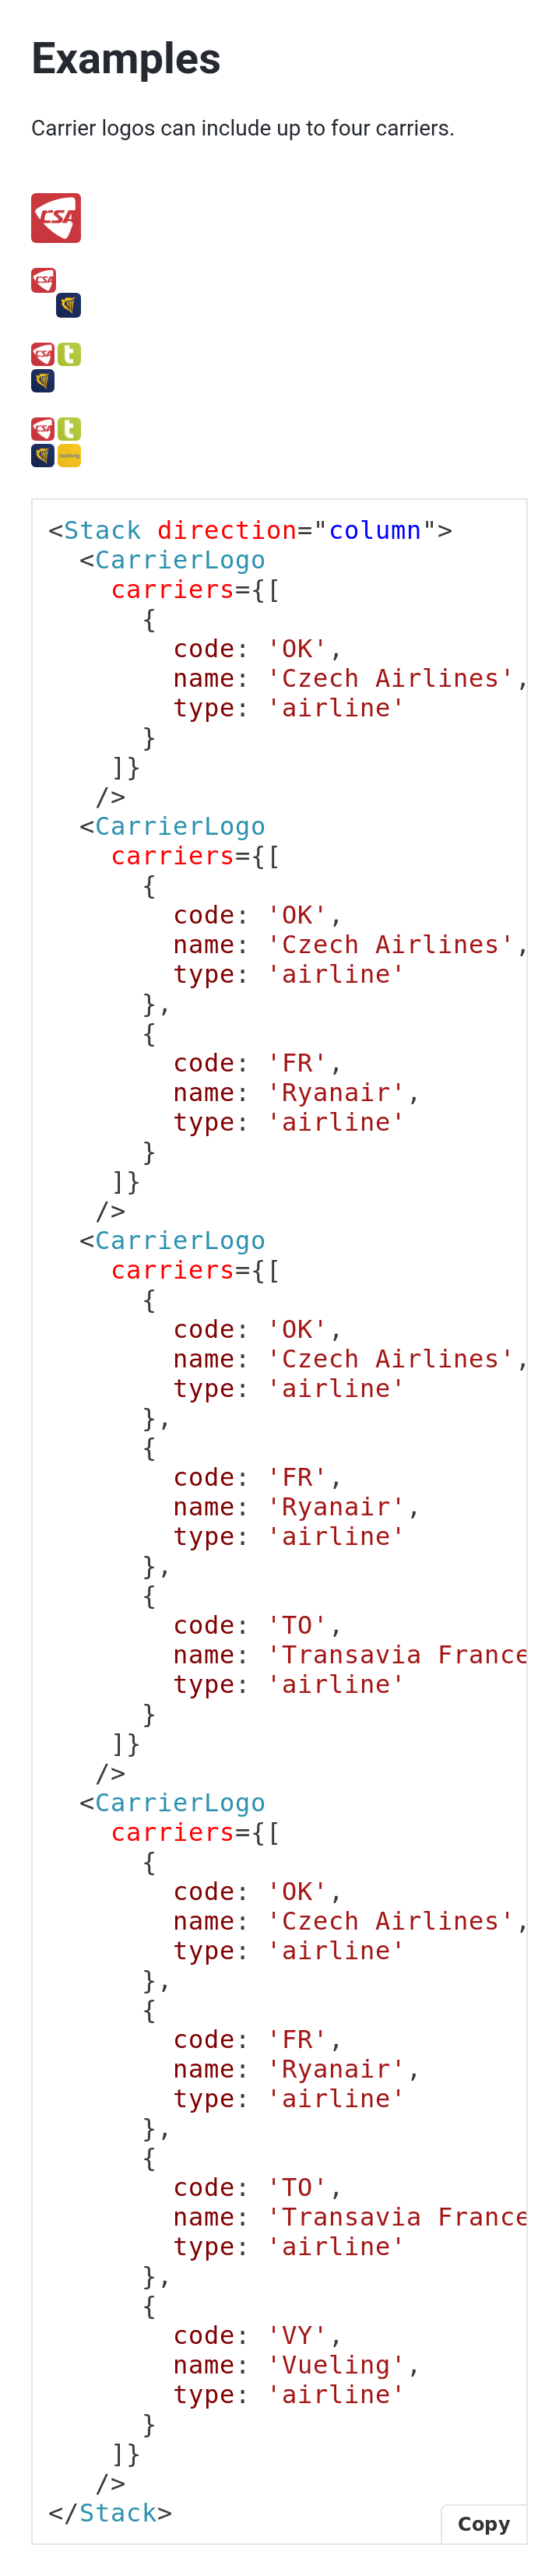 Examples
Carrier logos can include up to four carriers.
CSA
CSA
CSA t
CSA t
vueling
<Stack direction="column">
  <CarrierLogo
    carriers={[
      {
        code: 'OK',
        name: 'Czech Airlines',
        type: 'airline'
      }
    ]}
   />
  <CarrierLogo
    carriers={[
      {
        code: 'OK',
        name: 'Czech Airlines',
        type: 'airline'
      },
      {
        code: 'FR',
        name: 'Ryanair',
        type: 'airline'
      }
    ]}
   />
  <CarrierLogo
    carriers={[
      {
        code: 'OK',
        name: 'Czech Airlines',
        type: 'airline'
      },
      {
        code: 'FR',
        name: 'Ryanair',
        type: 'airline'
      },
      {
        code: 'TO',
        name: 'Transavia France
        type: 'airline'
      }
    ]}
   />
  <CarrierLogo
    carriers={[
      {
        code: 'OK',
        name: 'Czech Airlines',
        type: 'airline'
      },
      {
        code: 'FR',
        name: 'Ryanair',
        type: 'airline'
      },
      {
        code: 'TO',
        name: 'Transavia France
        type: 'airline'
      },
      {
        code: 'VY',
        name: 'Vueling',
        type: 'airline'
      }
    ]}
   />
</Stack>
Copy